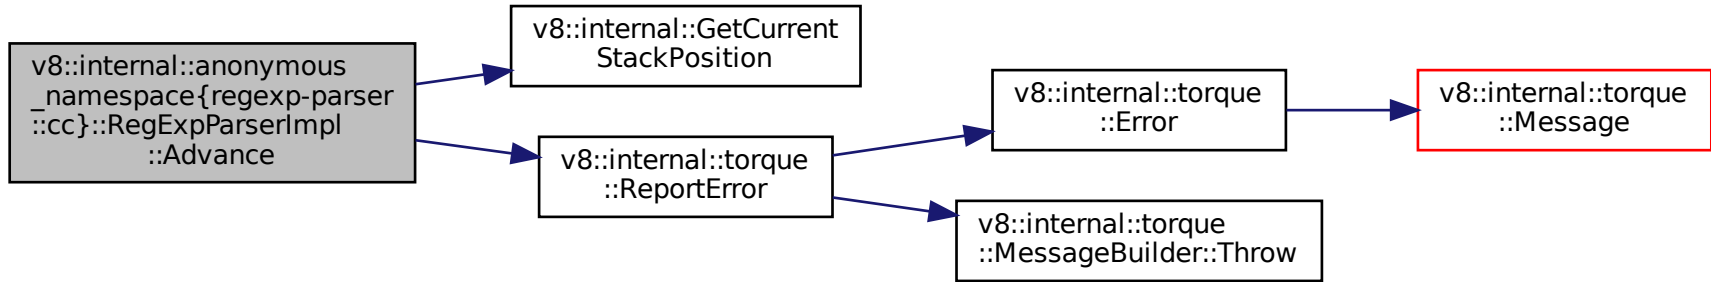 v8::internal::anonymous
_namespace{regexp-parser
::cc}::RegExpParserImpl
::Advance
v8::internal::GetCurrent
StackPosition
v8::internal::torque
::ReportError
v8::internal::torque
::Error
v8::internal::torque
::MessageBuilder::Throw
v8::internal::torque
::Message